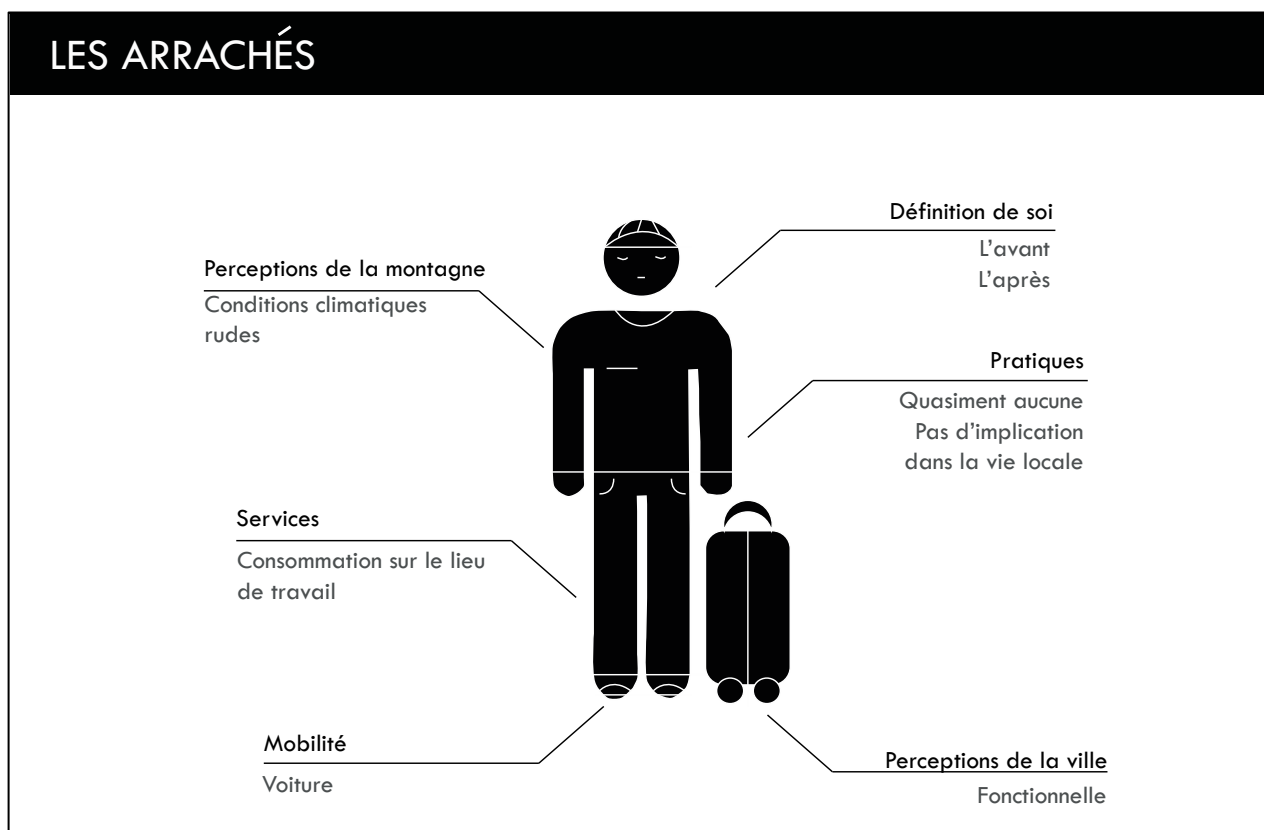 LES ARRACHÉS
Définition de soi
L'avant
L'après
Perceptions de la montagne
Conditions climatiques
rudes
Pratiques
Quasiment aucune
Pas d'implication
dans la vie locale
Services
Consommation sur le lieu
de travail
Mobilité
Voiture
Perceptions de la ville
Fonctionnelle